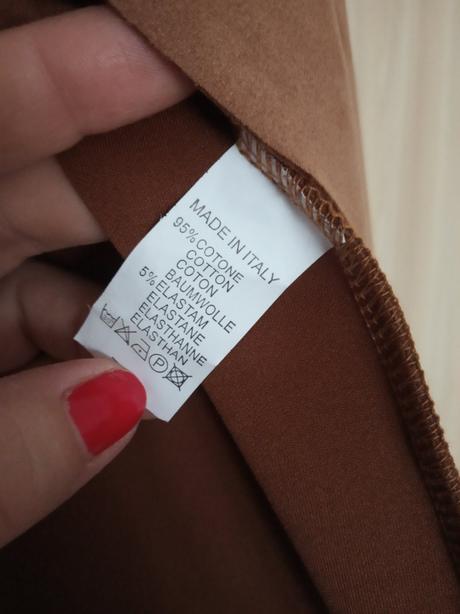 MADE IN ITALY
95% COTONE
COTTON
COTON
BAUMWOLLE
5% ELASTAM
ELASTANE
ELASTHANNE
ELASTHAN
P